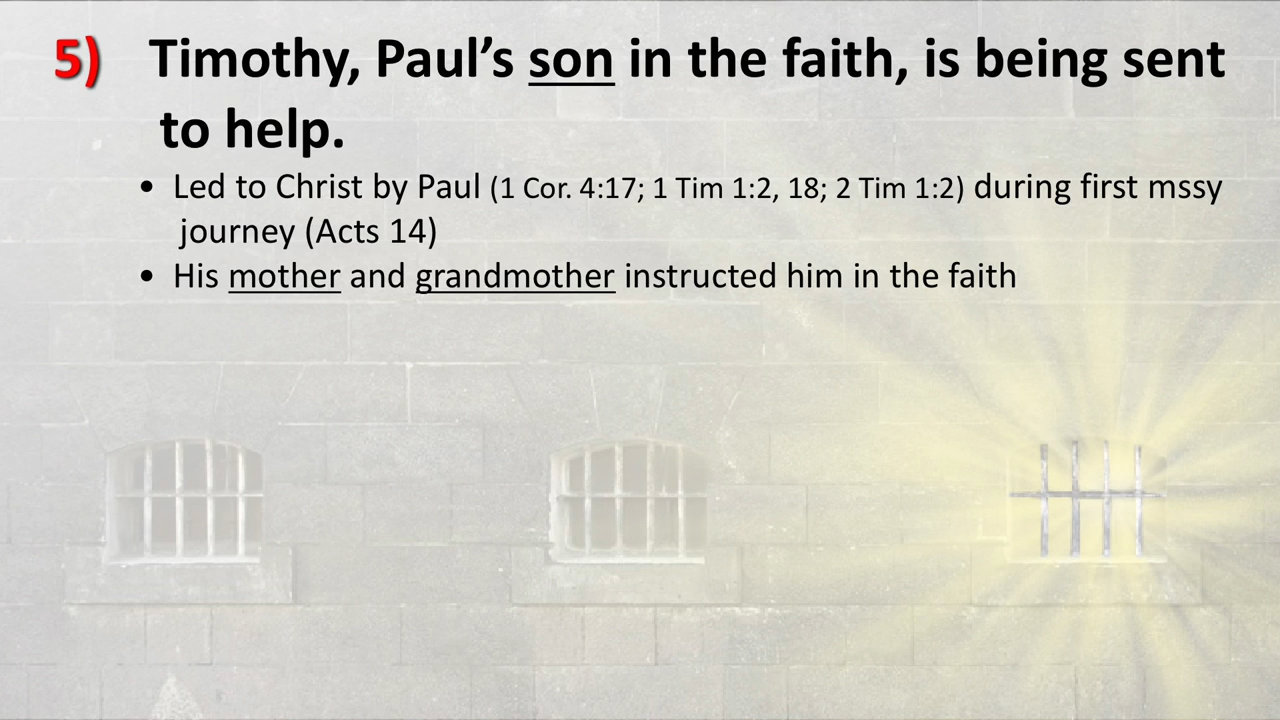 5) Timothy, Paul’s son in the faith, is being sent
to help.
• Led to Christ by Paul (1 Cor. 4:17; 1 Tim 1:2, 18; 2 Tim 1:2) during first mssy
journey (Acts 14)
• His mother and grandmother instructed him in the faith